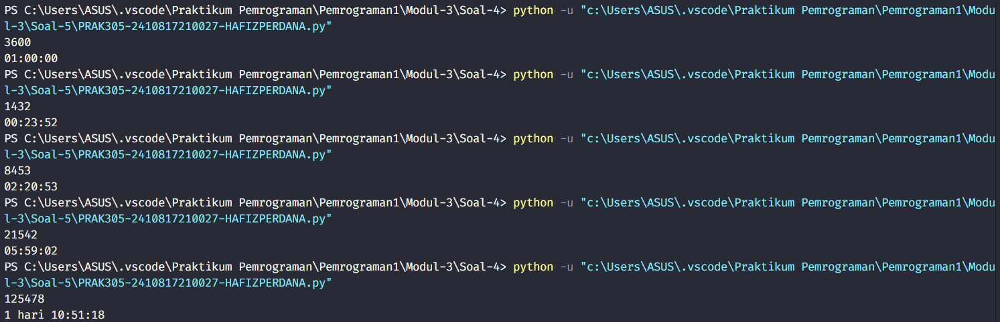 PS C:\Users\ASUS\.vscode\Praktikum Pemrograman\Pemrograman1\Modul-3\Soal-4> python -u "c:\Users\ASUS\.vscode\Praktikum Pemrograman\Pemrograman1\Modu
l-3\Soal-5\PRAK305-2410817210027-HAFIZPERDANA.py"
3600
01:00:00
PS C:\Users\ASUS\.vscode\Praktikum Pemrograman\Pemrograman1\Modul-3\Soal-4> python -u "c:\Users\ASUS\.vscode\Praktikum Pemrograman\Pemrograman1\Modu
l-3\Soal-5\PRAK305-2410817210027-HAFIZPERDANA.py"
1432
00:23:52
PS C:\Users\ASUS\.vscode\Praktikum Pemrograman\Pemrograman1\Modul-3\Soal-4> python -u "c:\Users\ASUS\.vscode\Praktikum Pemrograman\Pemrograman1\Modu
l-3\Soal-5\PRAK305-2410817210027-HAFIZPERDANA.py"
8453
02:20:53
PS C:\Users\ASUS\.vscode\Praktikum Pemrograman\Pemrograman1\Modul-3\Soal-4> python -u "c:\Users\ASUS\.vscode\Praktikum Pemrograman\Pemrograman1\Modu
l-3\Soal-5\PRAK305-2410817210027-HAFIZPERDANA.py"
21542
05:59:02
PS C:\Users\ASUS\.vscode\Praktikum Pemrograman\Pemrograman1\Modul-3\Soal-4> python -u "c:\Users\ASUS\.vscode\Praktikum Pemrograman\Pemrograman1\Modu
l-3\Soal-5\PRAK305-2410817210027-HAFIZPERDANA.py"
125478
1 hari 10:51:18